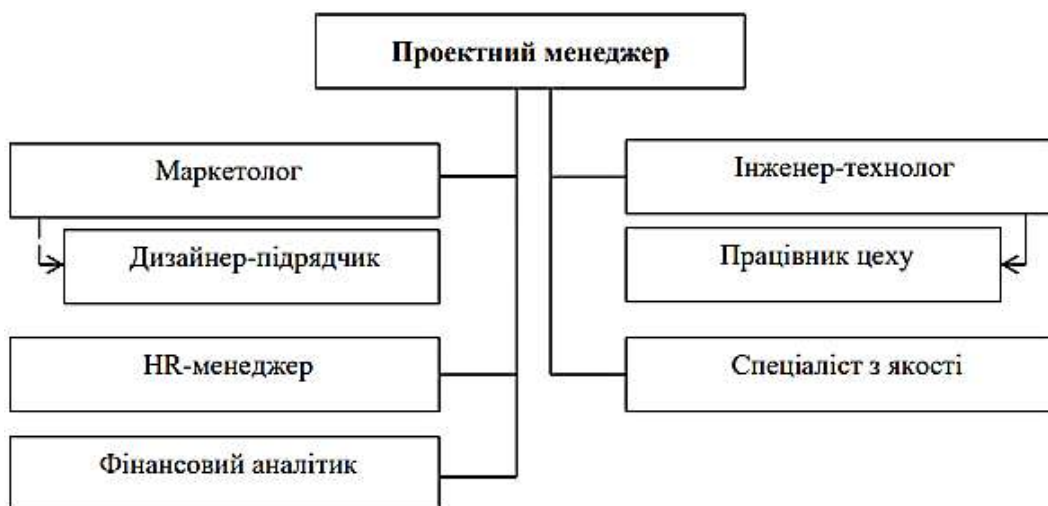 Проектний менеджер
Маркетолог
Інженер-технолог
Дизайнер-підрядчик
Працівник цеху
HR-менеджер
Спеціаліст з якості
Фінансовий аналітик